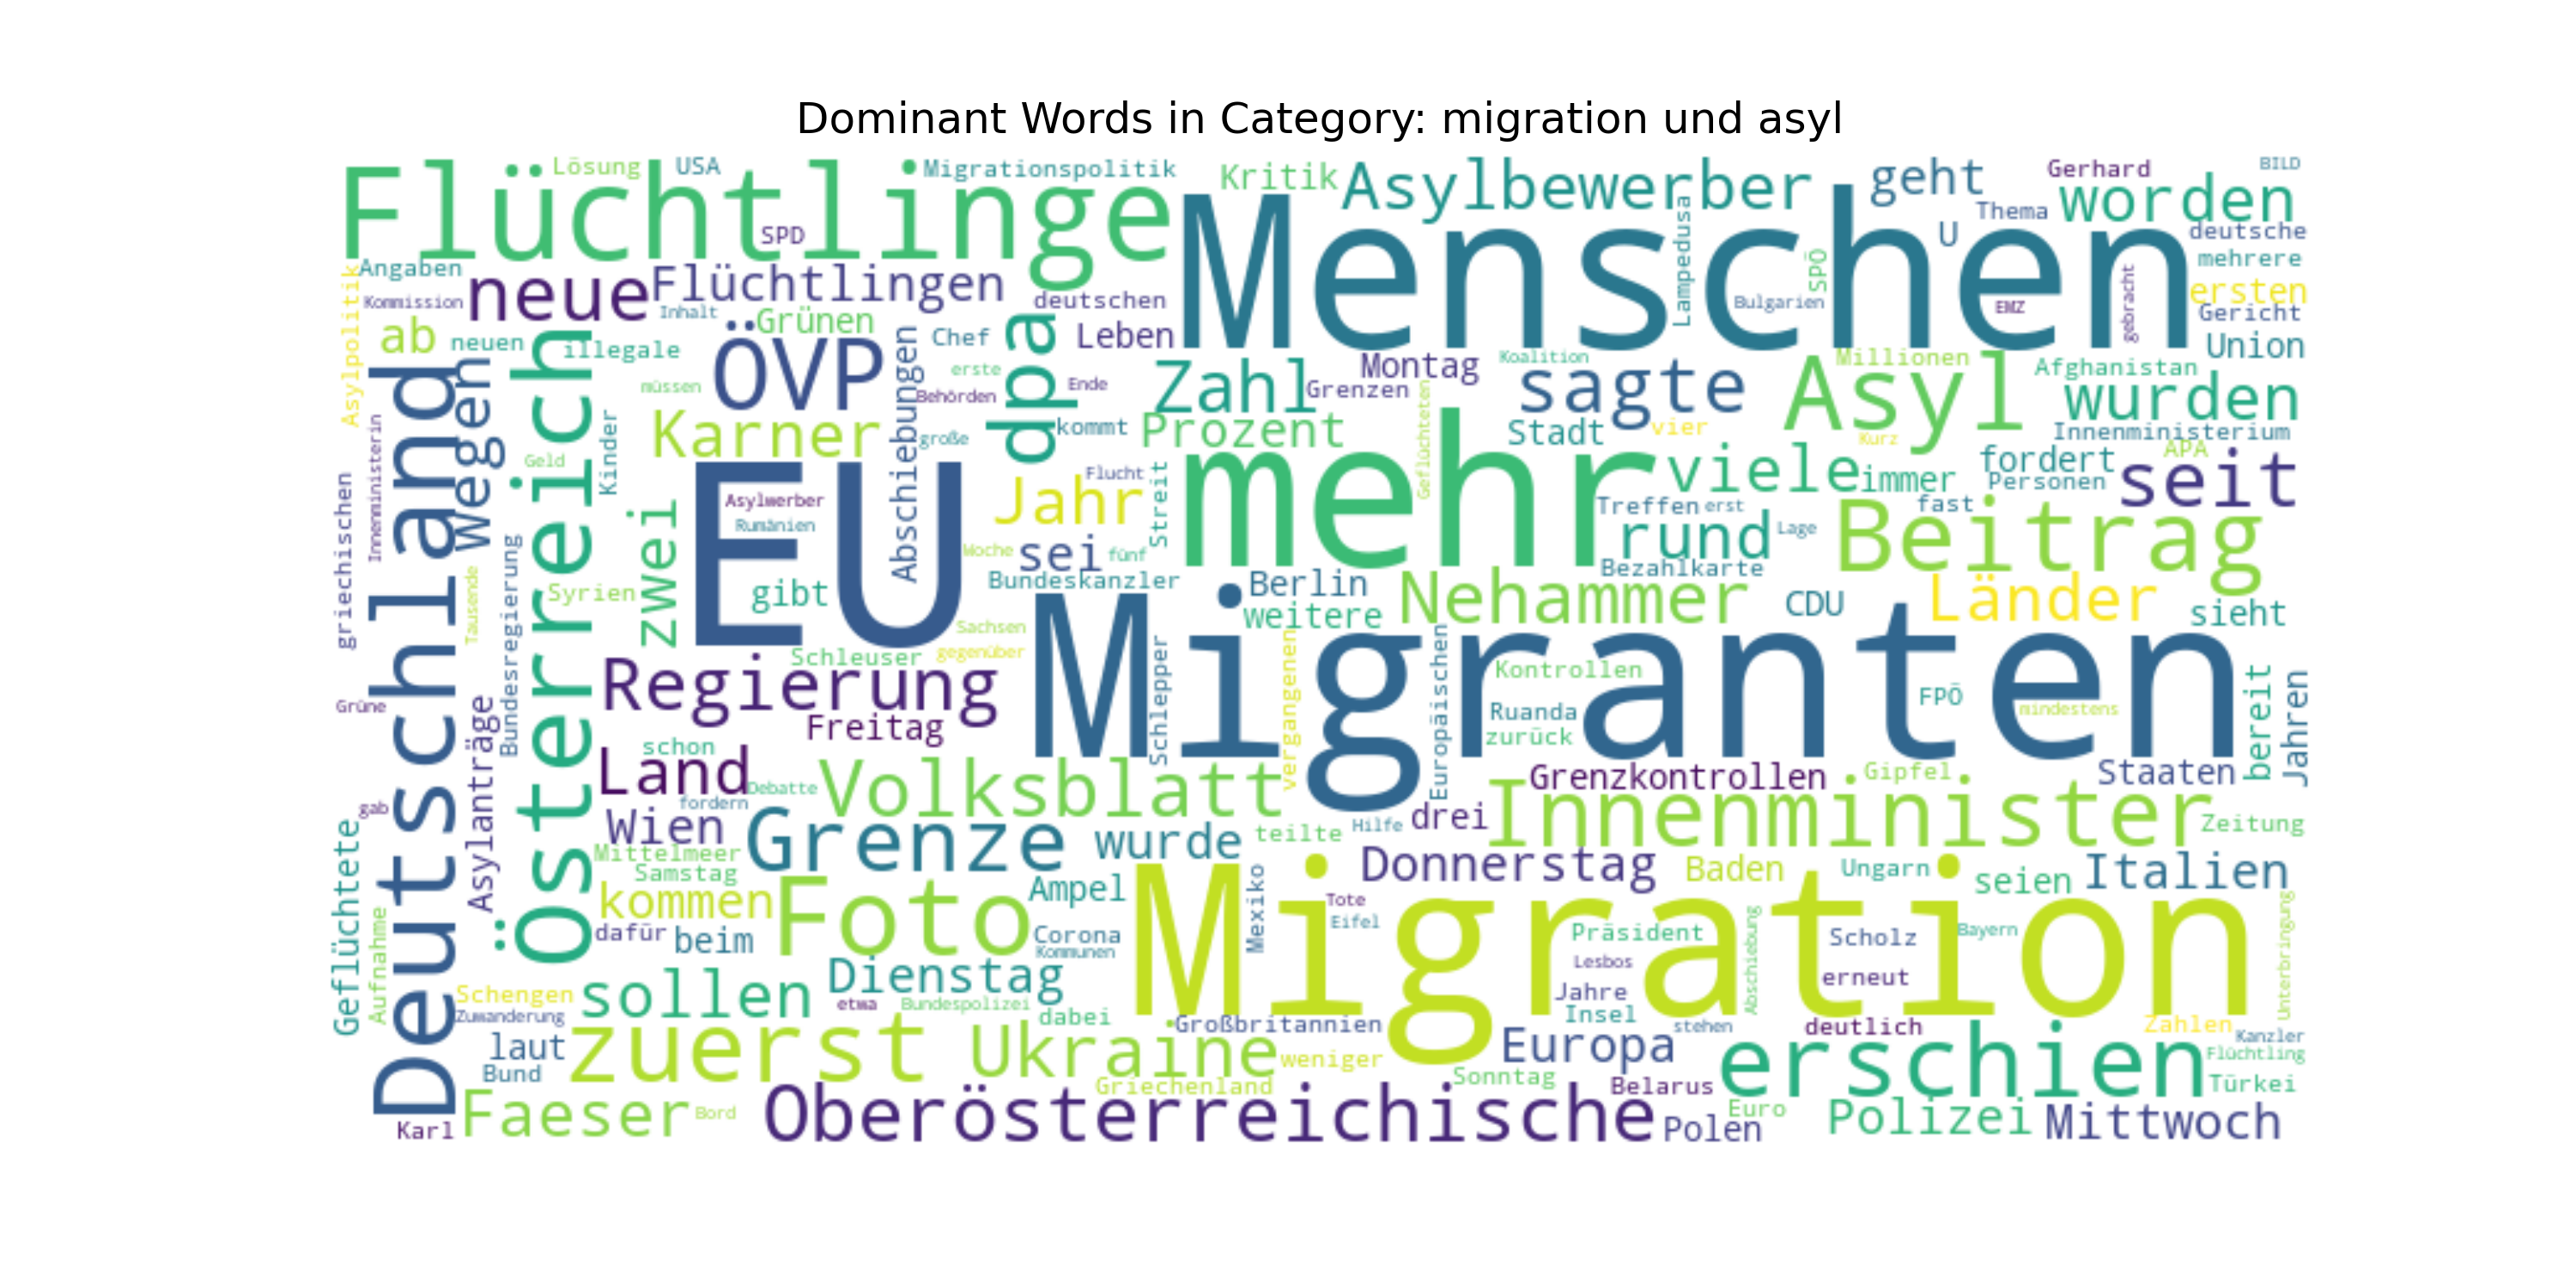 Dominant Words in Category: migration und asyl
Flüchtlinge
Lösung
USA
Migrationspolitik
Kritik
Asylbewerber
geht
Gerhard
BILD
worden
Thema
U
deutsche
SPD
Menschen
Lampedusa
SPÖ
mehrere
Angaben
Asylpolitik
Kommission
neue
Flüchtlingen
deutschen
Bulgarien
EMZ
gebracht
ersten
Gericht
Inhalt
Grünen
ab
neuen
illegale
ÖVP
Chef
dpa
Leben
Union
Zahl
Montag
Koalition
Grenzen
sagte
Asyl
Millionen
Afghanistan
wurden
erste
Ende
Behörden
müssen
Abschiebungen
Karner
große
kommt
Prozent
Geflüchteten
Stadt
vier
Kurz
Innenministerium
APA
Deutschland
wegen
Österreich
Kinder
Geld
Innenministerin
griechischen
EU
Asylwerber
Rumänien
Jahr
Flucht
Streit
mehr
viele
immer
fordert
Personen
seit
Treffen
erst
fast
Beitrag
rund
Lage
zwei
Woche
sei
fünf
Bundeskanzler
gibt
Berlin
weitere
Bezahlkarte
Nehammer
CDU
Länder
sieht
Syrien
Tausende
Bundesregierung
Sachsen
gegenüber
Schleuser
Regierung
Freitag
Migranten
Schlepper
vergangenen
Europäischen
Kontrollen
Ruanda
zurück
FPÖ
mindestens
bereit
Jahren
Grüne
Asylanträge
schon
Land
Debatte
Volksblatt
Grenzkontrollen
Gipfel
Staaten
gab
fordern
Wien
Grenze
wurde
teilte
Hilfe
drei
Innenminister
Zeitung
Geflüchtete
Aufnahme
Mittelmeer
Samstag
kommen
Foto
Ampel
Donnerstag
Baden
Ungarn
seien
Italien
dafür
beim
Corona
Kommunen
Mexiko
Migration
Tote
Eifel
Präsident
Abschiebung
Scholz
Bayern
Unterbringung
Lesbos
erneut
Schengen
Zuwanderung
sollen
Dienstag
etwa
Bundespolizei
dabei
Jahre
Insel
Großbritannien
stehen
deutlich
Zahlen
Kanzler
laut
Bund
zuerst
Ukraine
weniger
Europa
erschien
Flüchtling
Türkei
Griechenland
Sonntag
Belarus
Karl
Faeser
Bord
Oberösterreichische
Polen
Euro
Polizei
Mittwoch